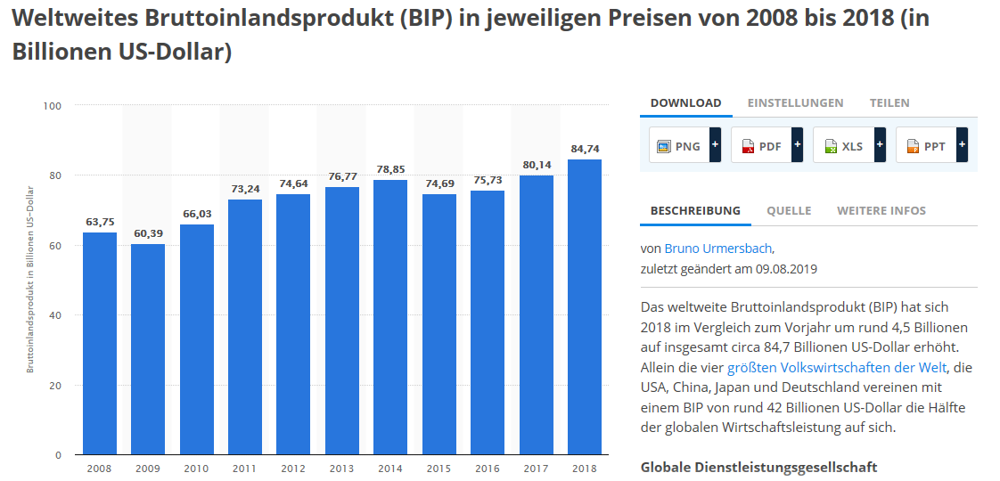 Weltweites Bruttoinlandsprodukt (BIP) in jeweiligen Preisen von 2008 bis 2018 (in
Billionen US-Dollar)
Bruttoinlandsprodukt in Billionen US-Dollar
100
80
60
40
20
0
63,75
60,39
66,03
73,24
74,64
76,77
78,85
74,69
75,73
80,14
84,74
2008 2009 2010 2011 2012 2013 2014 2015 2016 2017 2018
DOWNLOAD EINSTELLUNGEN TEILEN
PNG + PDF + XLS + PPT +
BESCHREIBUNG QUELLE WEITERE INFOS
von Bruno Urmersbach,
zuletzt geändert am 09.08.2019
Das weltweite Bruttoinlandsprodukt (BIP) hat sich
2018 im Vergleich zum Vorjahr um rund 4,5 Billionen
auf insgesamt circa 84,7 Billionen US-Dollar erhöht.
Allein die vier größten Volkswirtschaften der Welt, die
USA, China, Japan und Deutschland vereinen mit
einem BIP von rund 42 Billionen US-Dollar die Hälfte
der globalen Wirtschaftsleistung auf sich.
Globale Dienstleistungsgesellschaft